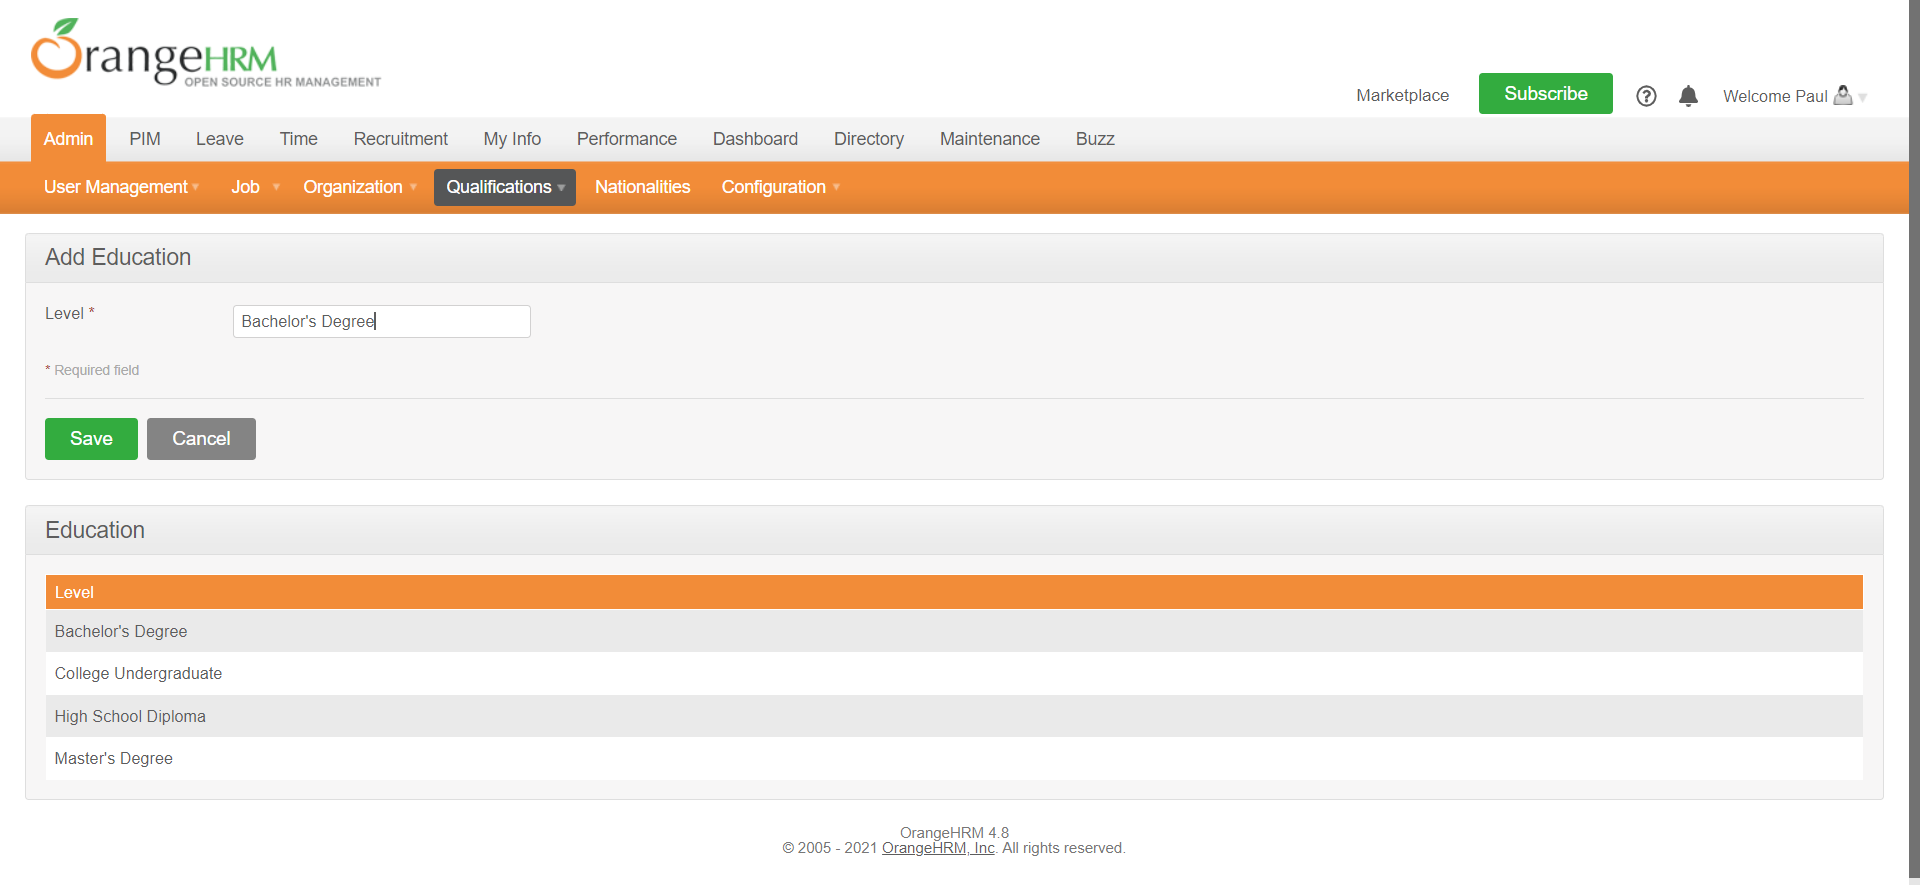 OrangeHRM
OPEN SOURCE HR MANAGEMENT
Marketplace
Subscribe
Welcome Paul
Admin PIM Leave Time Recruitment My Info Performance Dashboard Directory Maintenance Buzz
User Management Job Organization Qualifications Nationalities Configuration
Add Education
Level *
Bachelor's Degree
* Required field
Save Cancel
Education
Level
Bachelor's Degree
College Undergraduate
High School Diploma
Master's Degree
OrangeHRM 4.8
© 2005 - 2021 OrangeHRM, Inc. All rights reserved.